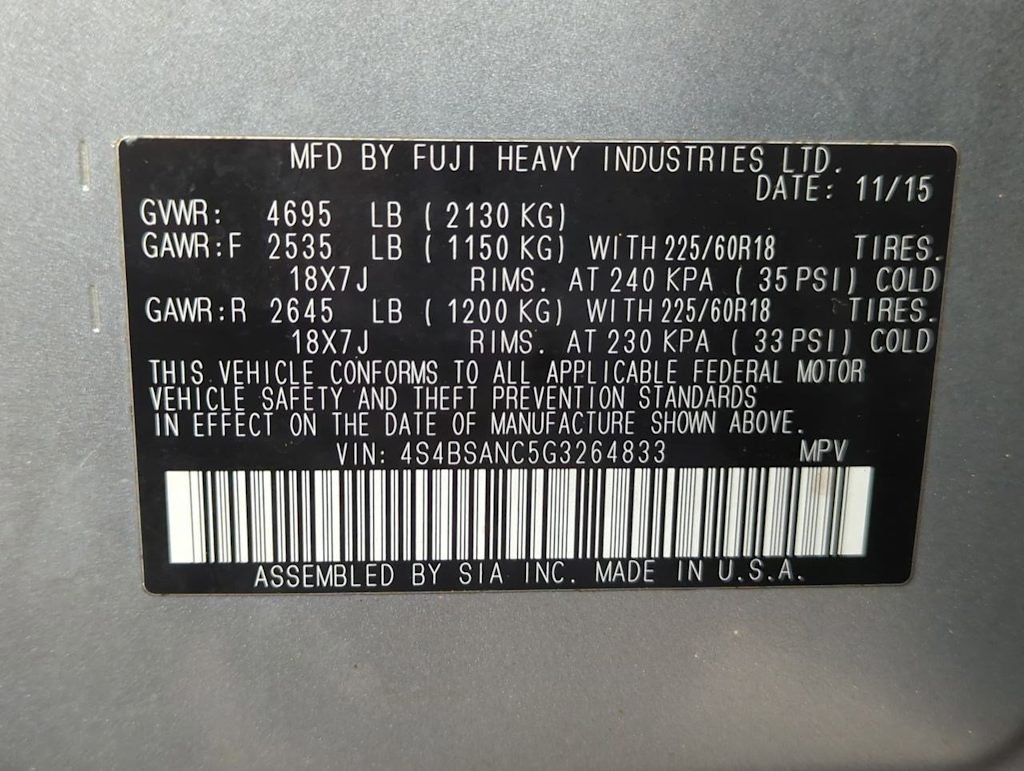 MFD BY FUJI HEAVY INDUSTRIES LTD.
DATE: 11/15
GVWR: 4695 LB ( 2130 KG)
GAWR:F 2535 LB ( 1150 KG) WITH 225/60R18 TIRES.
18X7J RIMS. AT 240 KPA ( 35 PSI) COLD
GAWR:R 2645 LB ( 1200 KG) WITH 225/60R18 TIRES.
18X7J RIMS. AT 230 KPA ( 33 PSI) COLD
THIS VEHICLE CONFORMS TO ALL APPLICABLE FEDERAL MOTOR
VEHICLE SAFETY AND THEFT PREVENTION STANDARDS
IN EFFECT ON THE DATE OF MANUFACTURE SHOWN ABOVE.
VIN: 4S4BSANC5G3264833 MPV
ASSEMBLED BY SIA INC. MADE IN U.S.A.